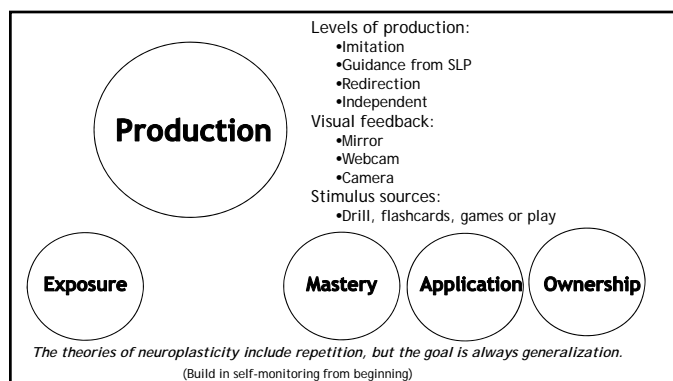 Levels of production:
•Imitation
•Guidance from SLP
•Redirection
•Independent
Visual feedback:
•Mirror
•Webcam
•Camera
Stimulus sources:
•Drill, flashcards, games or play
Production
Exposure
Mastery
Application
Ownership
The theories of neuroplasticity include repetition, but the goal is always generalization.
(Build in self-monitoring from beginning)